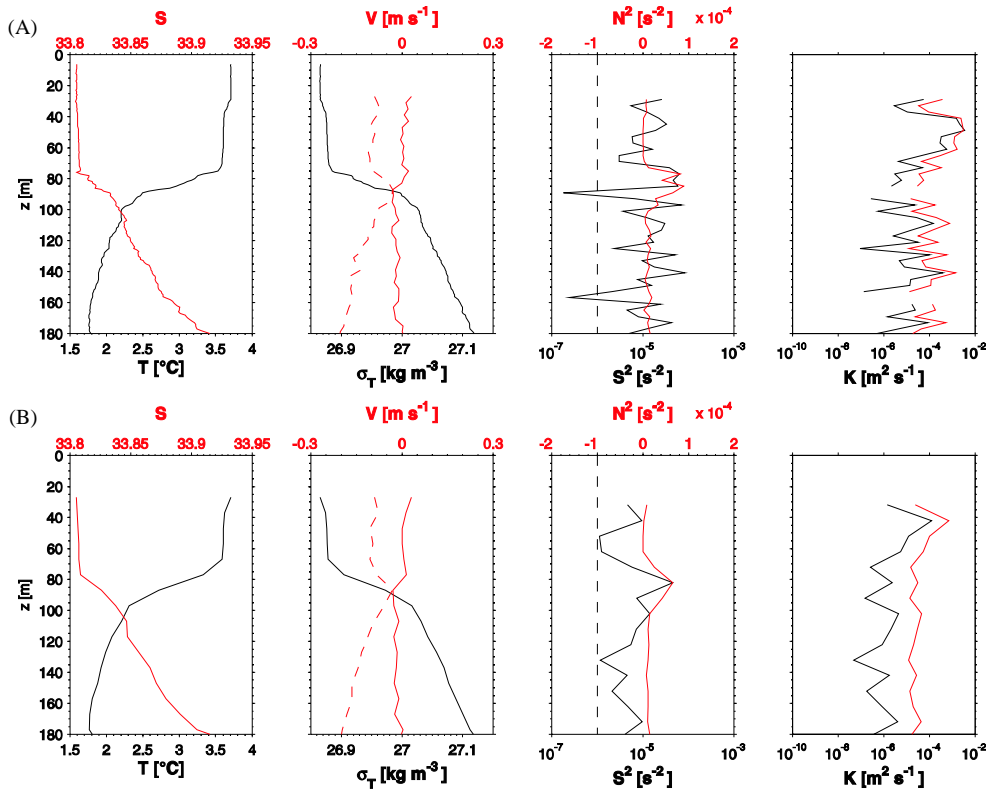 (A)
S
V [m s-1]
N2 [s-2]
x 10-4
33.8 33.85 33.9 33.95
-0.3 0 0.3
-2 -1 0 1 2
0
20
40
60
80
100
120
140
160
180
z [m]
1.5 2 2.5 3 3.5 4
26.9 27 27.1
10-7 10-5 10-3
10-10 10-8 10-6 10-4 10-2
T [°C]
σT [kg m-3]
S2 [s-2]
K [m2 s-1]
(B)
S
V [m s-1]
N2 [s-2]
x 10-4
33.8 33.85 33.9 33.95
-0.3 0 0.3
-2 -1 0 1 2
0
20
40
60
80
100
120
140
160
180
z [m]
1.5 2 2.5 3 3.5 4
26.9 27 27.1
10-7 10-5 10-3
10-10 10-8 10-6 10-4 10-2
T [°C]
σT [kg m-3]
S2 [s-2]
K [m2 s-1]